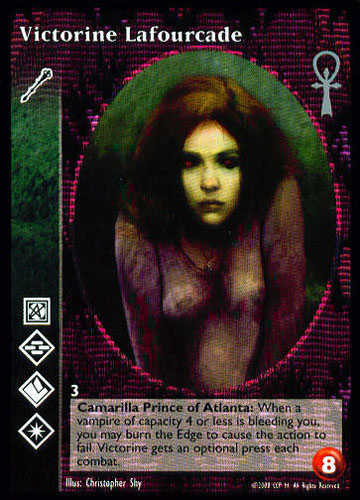 Victorine Lafourcade
3
Camarilla Prince of Atlanta: When a
vampire of capacity 4 or less is bleeding you,
you may burn the Edge to cause the action to
fail. Victorine gets an optional press each
combat.
8
Illus: Christopher Shy